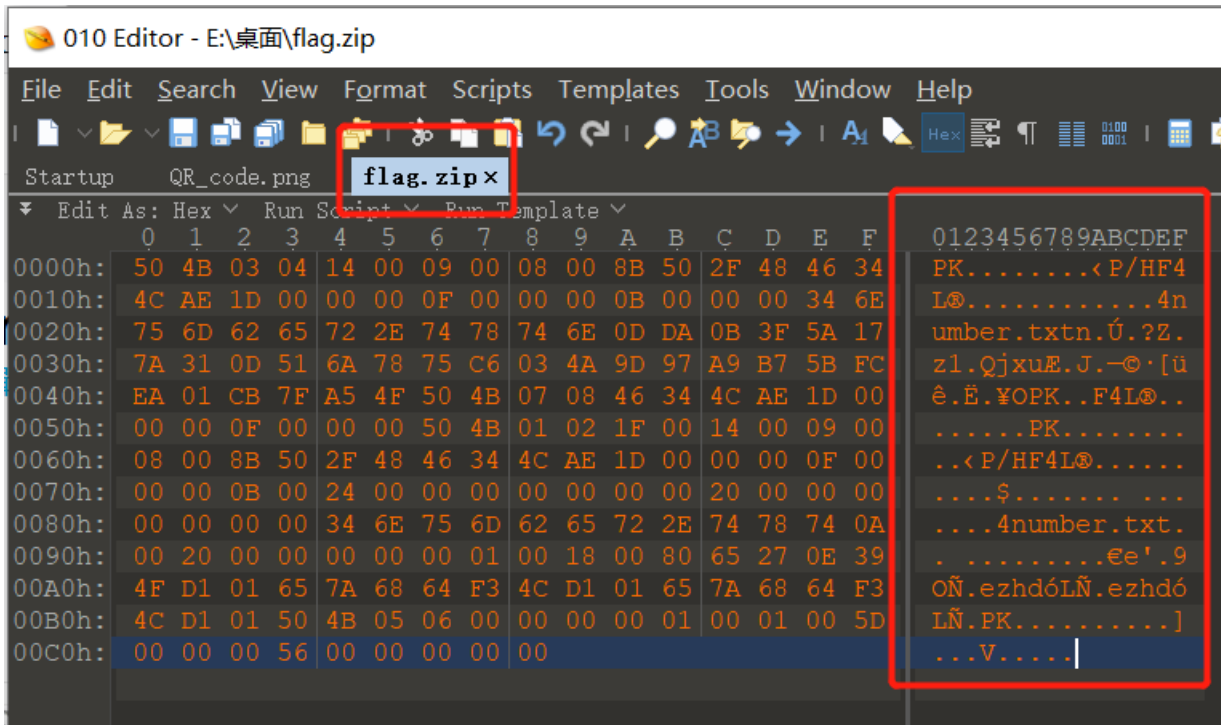 010 Editor - E:\桌面\flag.zip
File Edit Search View Format Scripts Templates Tools Window Help
Startup QR_code.png flag.zip×
Edit As: Hex Run Script Run Template
0 1 2 3 4 5 6 7 8 9 A B C D E F 0123456789ABCDEF
0000h: 50 4B 03 04 14 00 09 00 08 00 8B 50 2F 48 46 34 PK........‹P/HF4
0010h: 4C AE 1D 00 00 00 0F 00 00 00 0B 00 00 00 34 6E L®............4n
0020h: 75 6D 62 65 72 2E 74 78 74 6E 0D DA 0B 3F 5A 17 umber.txtn.Ú.?Z.
0030h: 7A 31 0D 51 6A 78 75 C6 03 4A 9D 97 A9 B7 5B FC z1.QjxuÆ.J.—©·[ü
0040h: EA 01 CB 7F A5 4F 50 4B 07 08 46 34 4C AE 1D 00 ê.Ë.¥OPK..F4L®..
0050h: 00 00 0F 00 00 00 50 4B 01 02 1F 00 14 00 09 00 ......PK........
0060h: 08 00 8B 50 2F 48 46 34 4C AE 1D 00 00 00 0F 00 ..‹P/HF4L®......
0070h: 00 00 0B 00 24 00 00 00 00 00 00 00 20 00 00 00 ....$....... ...
0080h: 00 00 00 00 34 6E 75 6D 62 65 72 2E 74 78 74 0A ....4number.txt.
0090h: 00 20 00 00 00 00 00 01 00 18 00 80 65 27 0E 39 . .........€e'.9
00A0h: 4F D1 01 65 7A 68 64 F3 4C D1 01 65 7A 68 64 F3 OÑ.ezhdóLÑ.ezhdó
00B0h: 4C D1 01 50 4B 05 06 00 00 00 00 01 00 01 00 5D LÑ.PK..........]
00C0h: 00 00 00 56 00 00 00 00 00 ...V.....